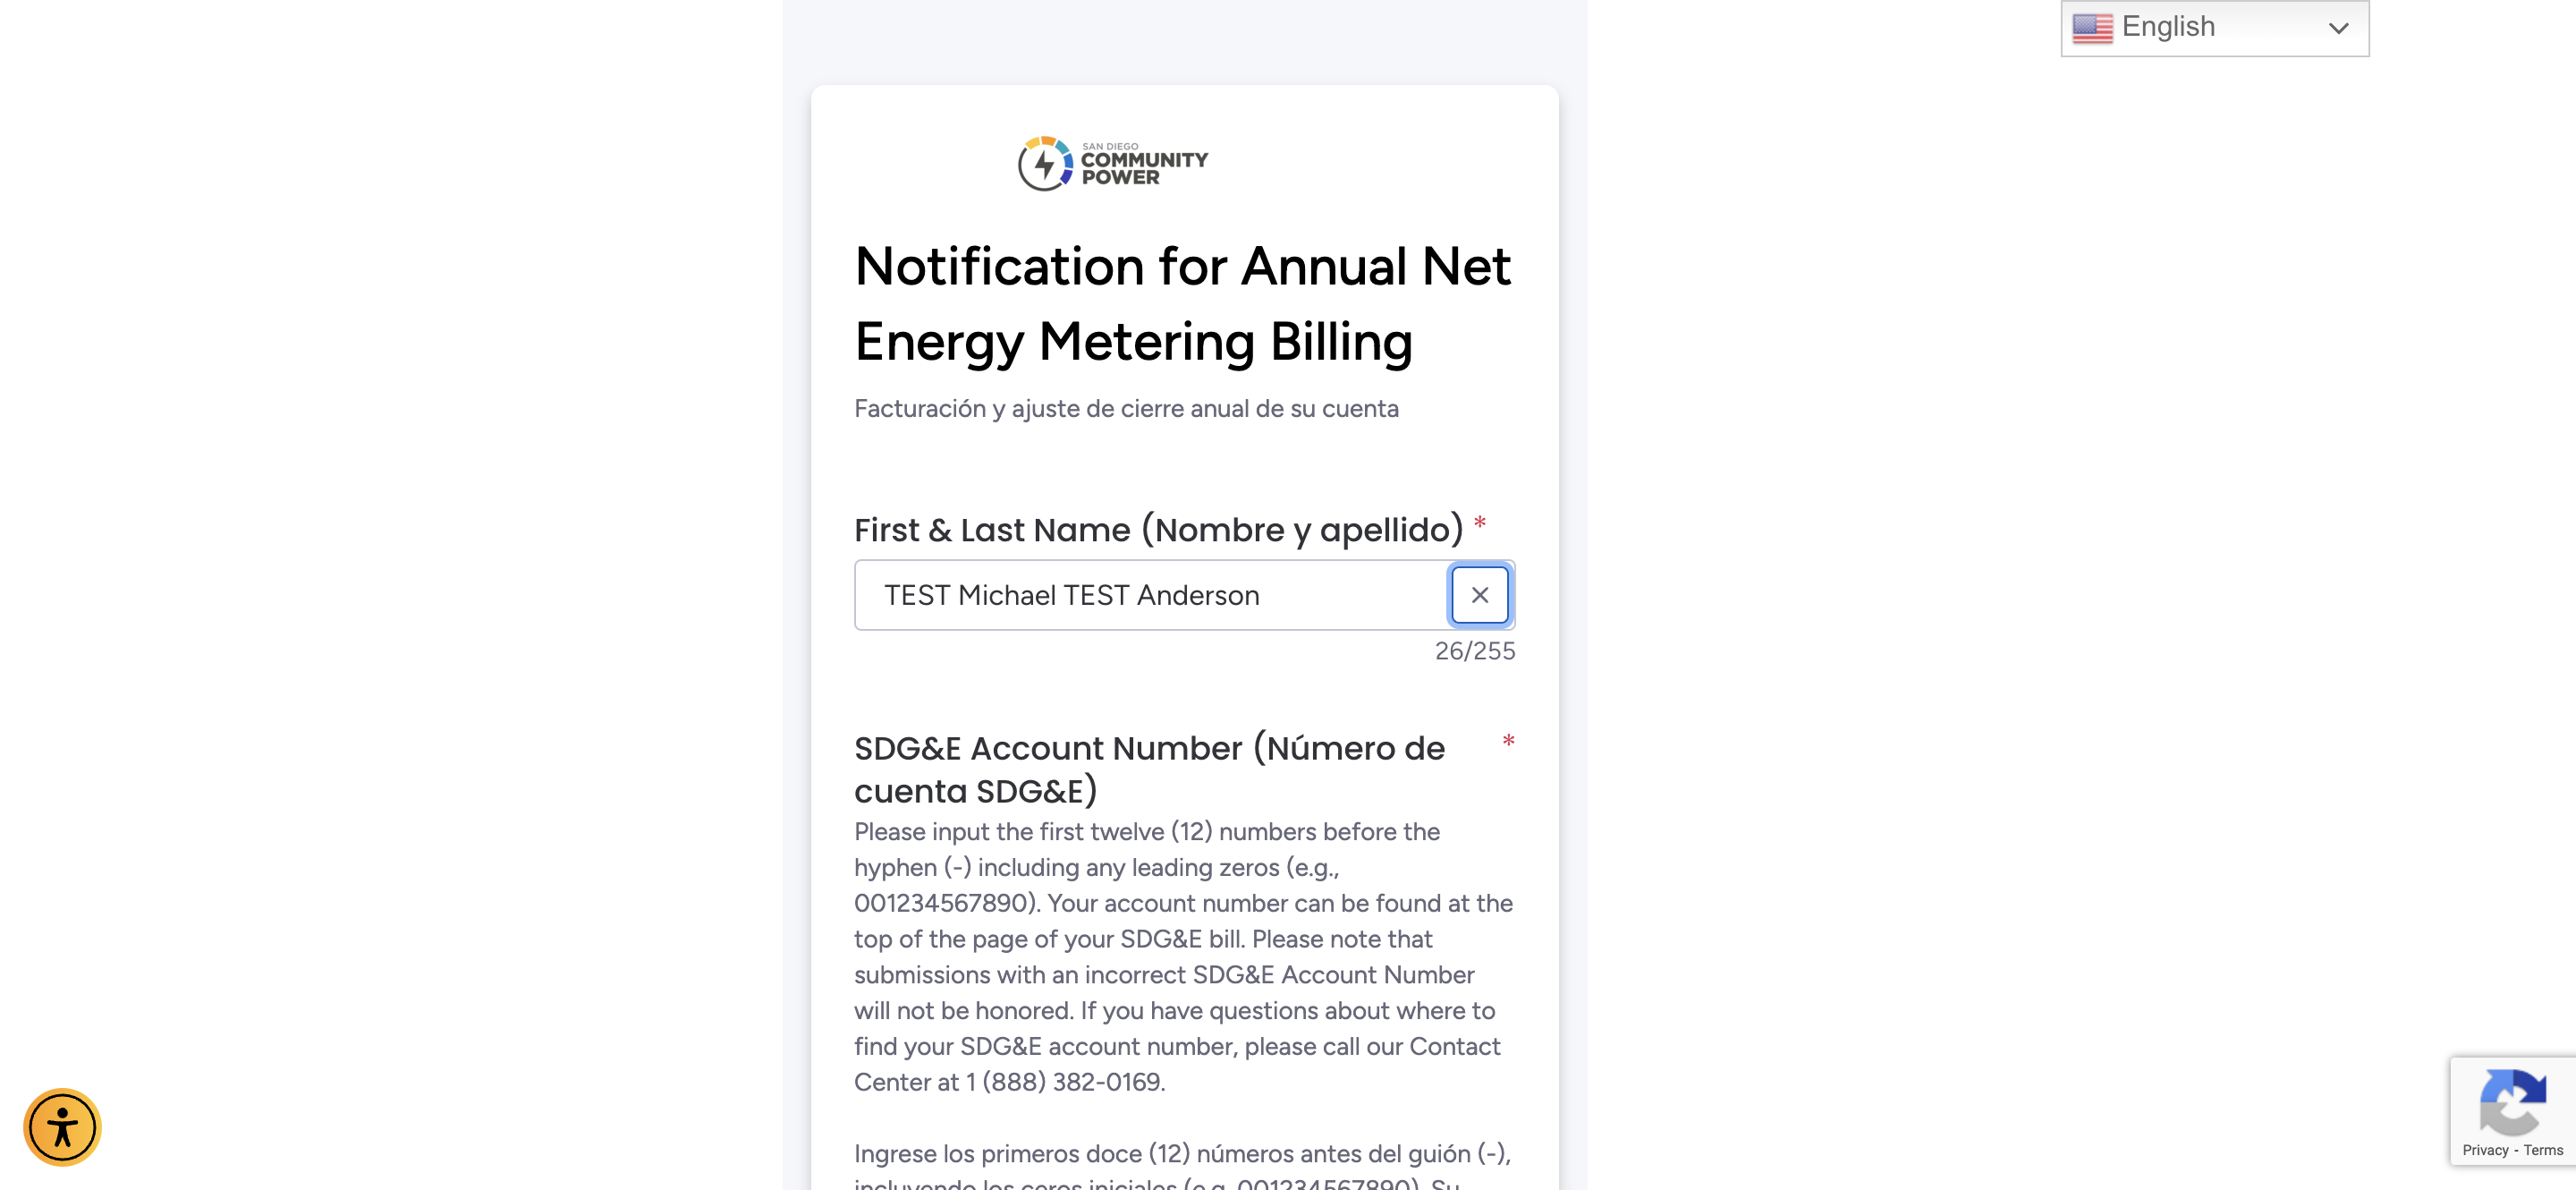 English
SAN DIEGO
COMMUNITY
POWER
Notification for Annual Net
Energy Metering Billing
Facturación y ajuste de cierre anual de su cuenta
First & Last Name (Nombre y apellido) *
TEST Michael TEST Anderson
26/255
SDG&E Account Number (Número de *
cuenta SDG&E)
Please input the first twelve (12) numbers before the
hyphen (-) including any leading zeros (e.g.,
001234567890). Your account number can be found at the
top of the page of your SDG&E bill. Please note that
submissions with an incorrect SDG&E Account Number
will not be honored. If you have questions about where to
find your SDG&E account number, please call our Contact
Center at 1 (888) 382-0169.
Ingrese los primeros doce (12) números antes del guión (-),
incluyendo los ceros iniciales (e.g. 001234567890). Su
Privacy - Terms